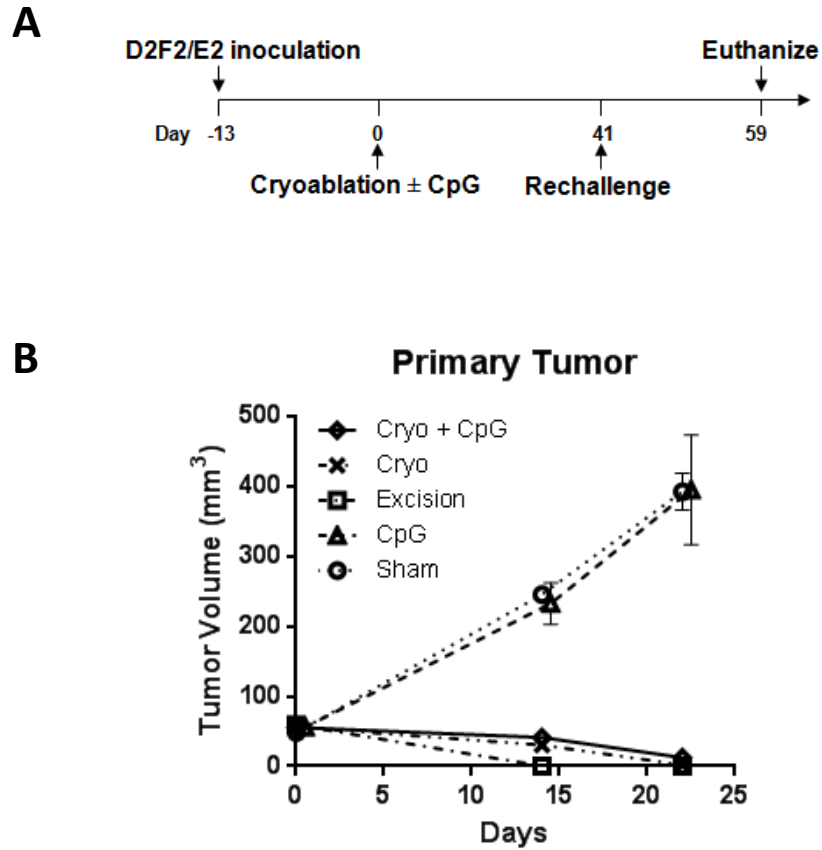 A
D2F2/E2 inoculation
Euthanize
Day -13 0 41 59
Cryoablation ± CpG
Rechallenge
B
Primary Tumor
Tumor Volume (mm³)
500
400
300
200
100
0
Cryo + CpG
Cryo
Excision
CpG
Sham
0 5 10 15 20 25
Days